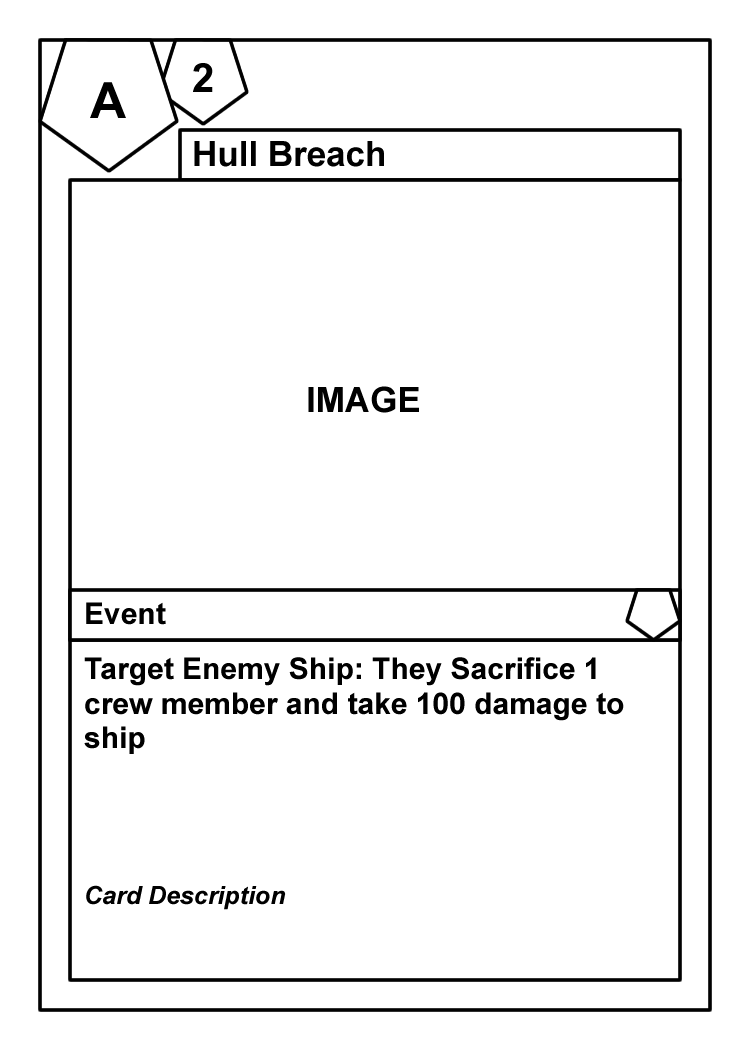 A
2
Hull Breach
IMAGE
Event
Target Enemy Ship: They Sacrifice 1
crew member and take 100 damage to
ship
Card Description